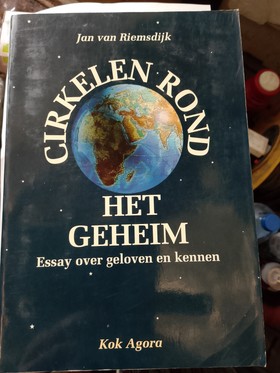 Jan van Riemsdijk
CIRKELEN ROND
HET
GEHEIM
Essay over geloven en kennen
Kok Agora